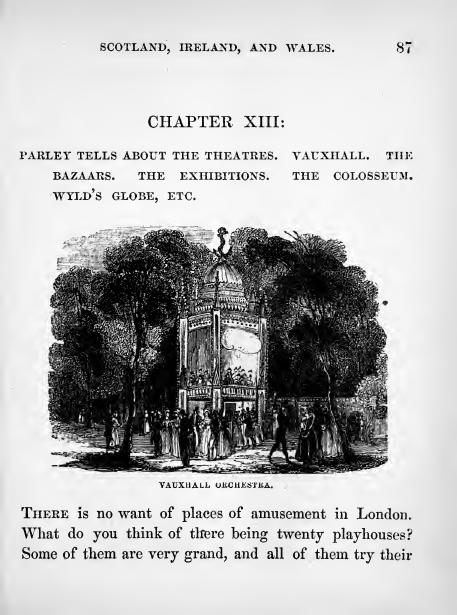 SCOTLAND, IRELAND, AND WALES. 87
CHAPTER XIII:
PARLEY TELLS ABOUT THE THEATRES. VAUXHALL. THE
BAZAARS. THE EXHIBITIONS. THE COLOSSEUM.
WYLD'S GLOBE, ETC.
VAUXHALL ORCHESTRA.
THERE is no want of places of amusement in London.
What do you think of there being twenty playhouses?
Some of them are very grand, and all of them try their